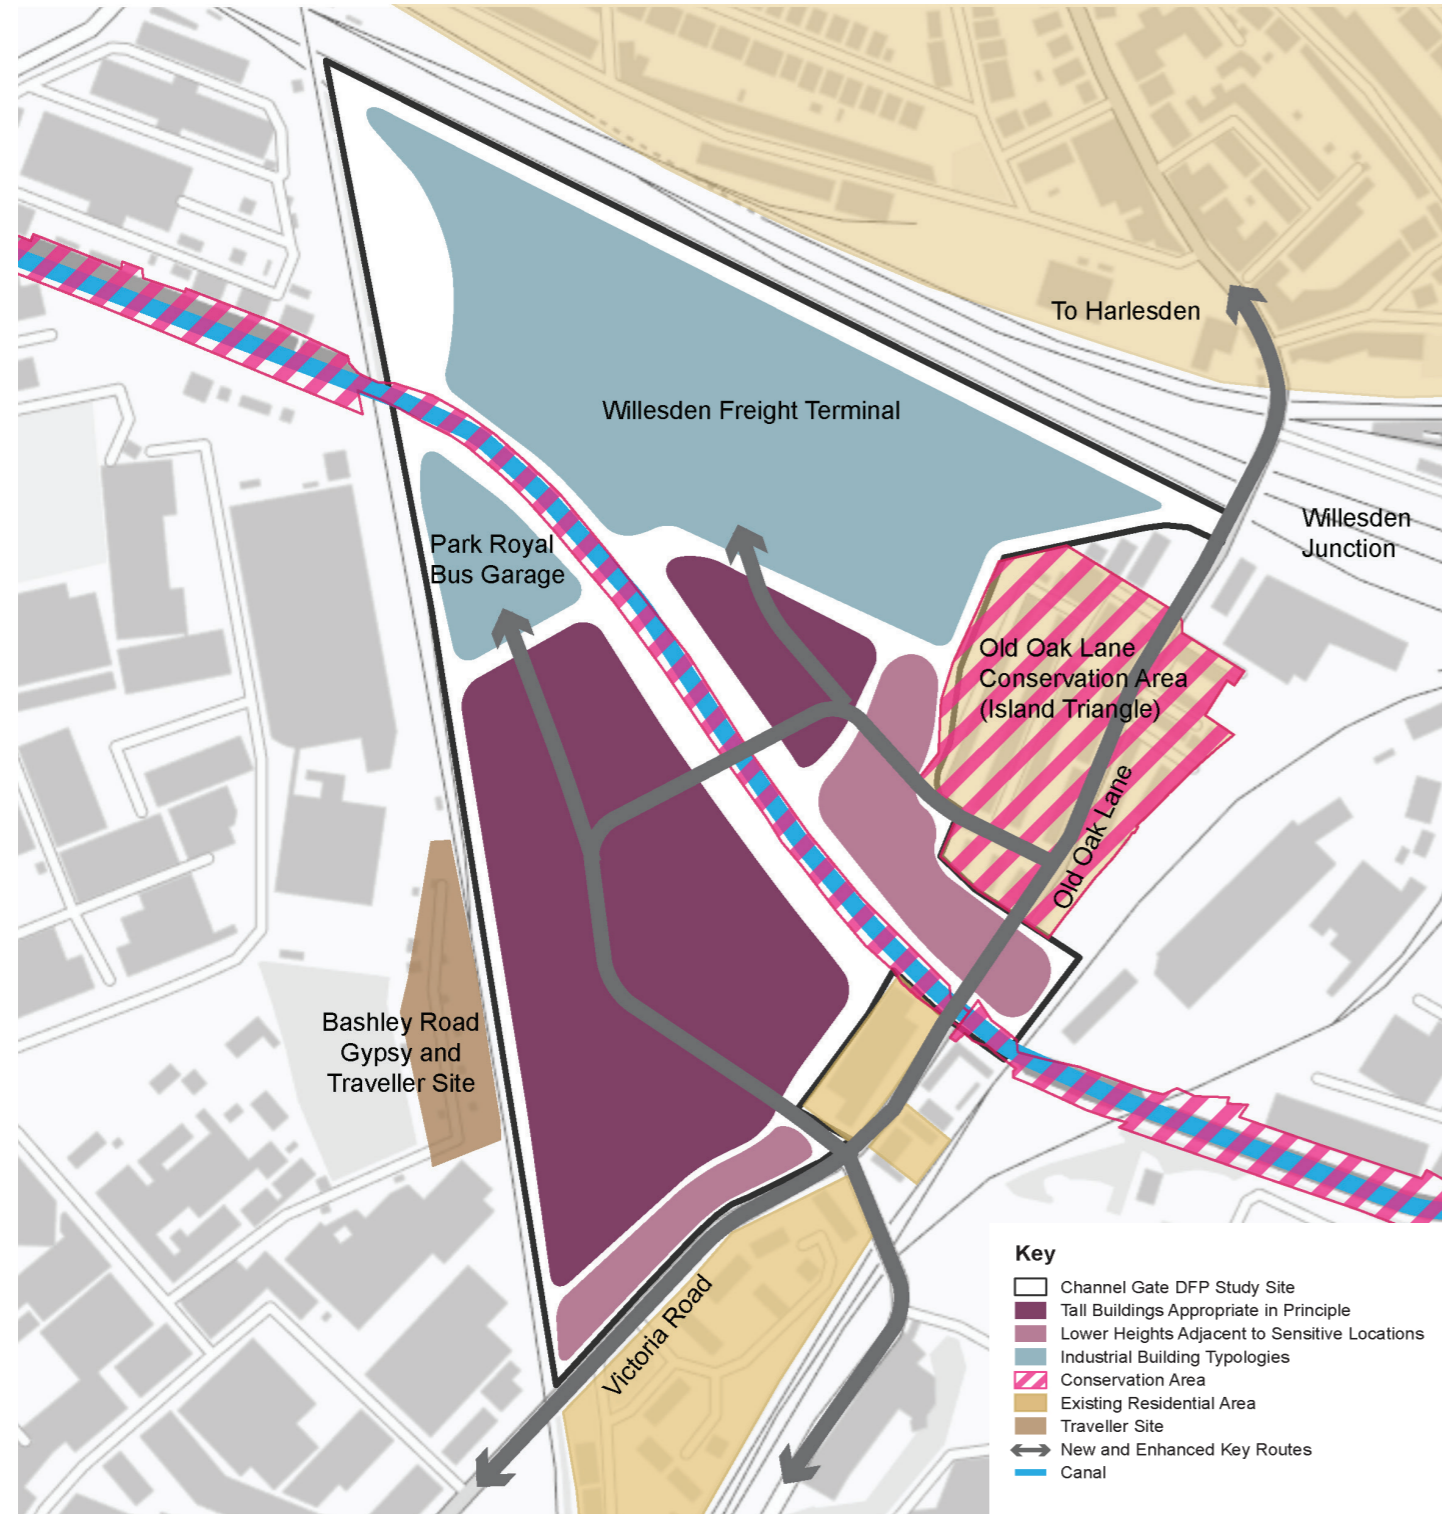 To Harlesden
Willesden Freight Terminal
Willesden
Junction
Park Royal
Bus Garage
Old Oak Lane
Conservation Area
(Island Triangle)
Old Oak Lane
Bashley Road
Gypsy and
Traveller Site
Victoria Road
Key
Channel Gate DFP Study Site
Tall Buildings Appropriate in Principle
Lower Heights Adjacent to Sensitive Locations
Industrial Building Typologies
Conservation Area
Existing Residential Area
Traveller Site
New and Enhanced Key Routes
Canal